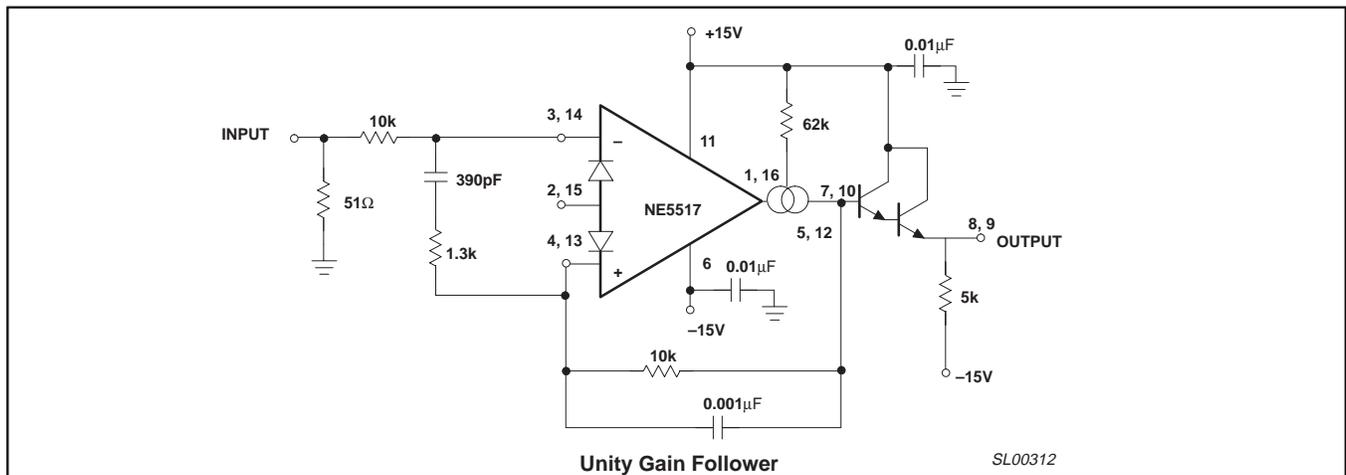 +15V
0.01μF
62k
INPUT
10k
3, 14
−
11
390pF
51Ω
1.3k
2, 15
NE5517
1, 16
7, 10
4, 13
5, 12
8, 9
OUTPUT
+
6
0.01μF
5k
–15V
10k
–15V
0.001μF
Unity Gain Follower
SL00312